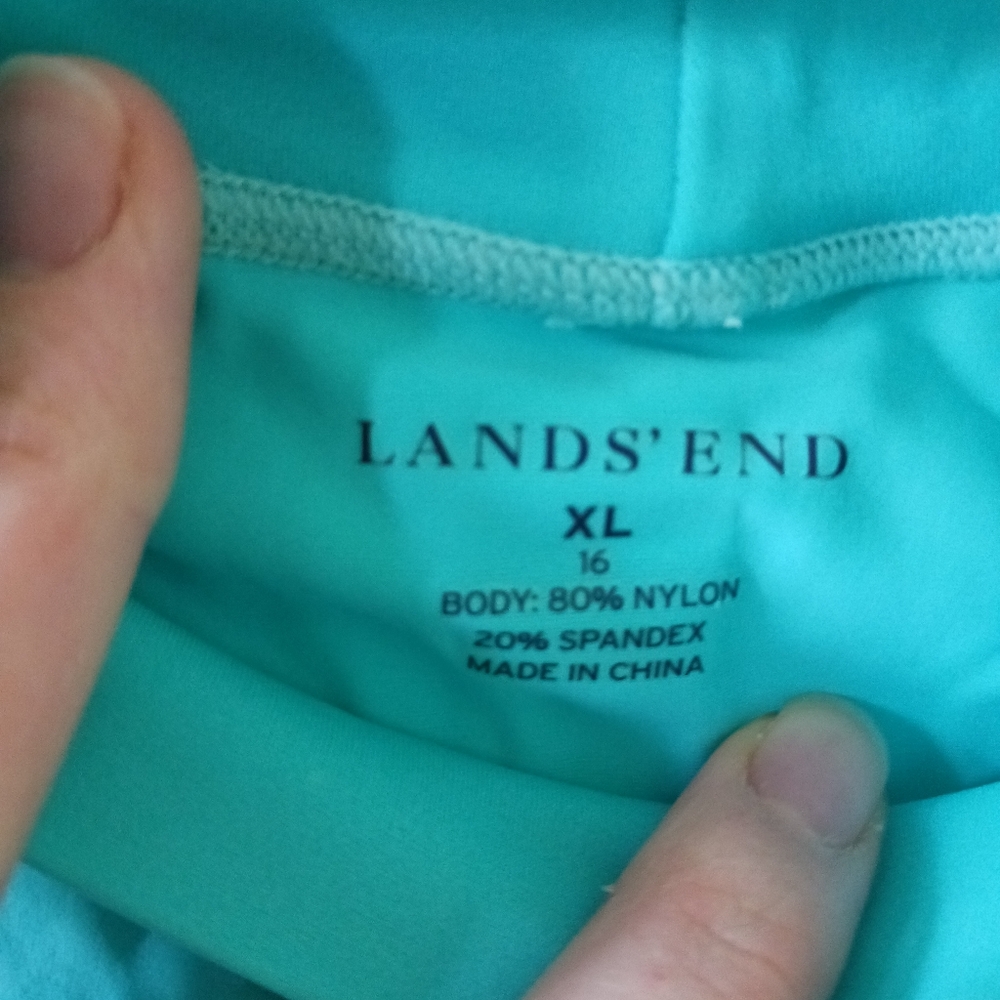 LANDS' END
XL
16
BODY: 80% NYLON
20% SPANDEX
MADE IN CHINA